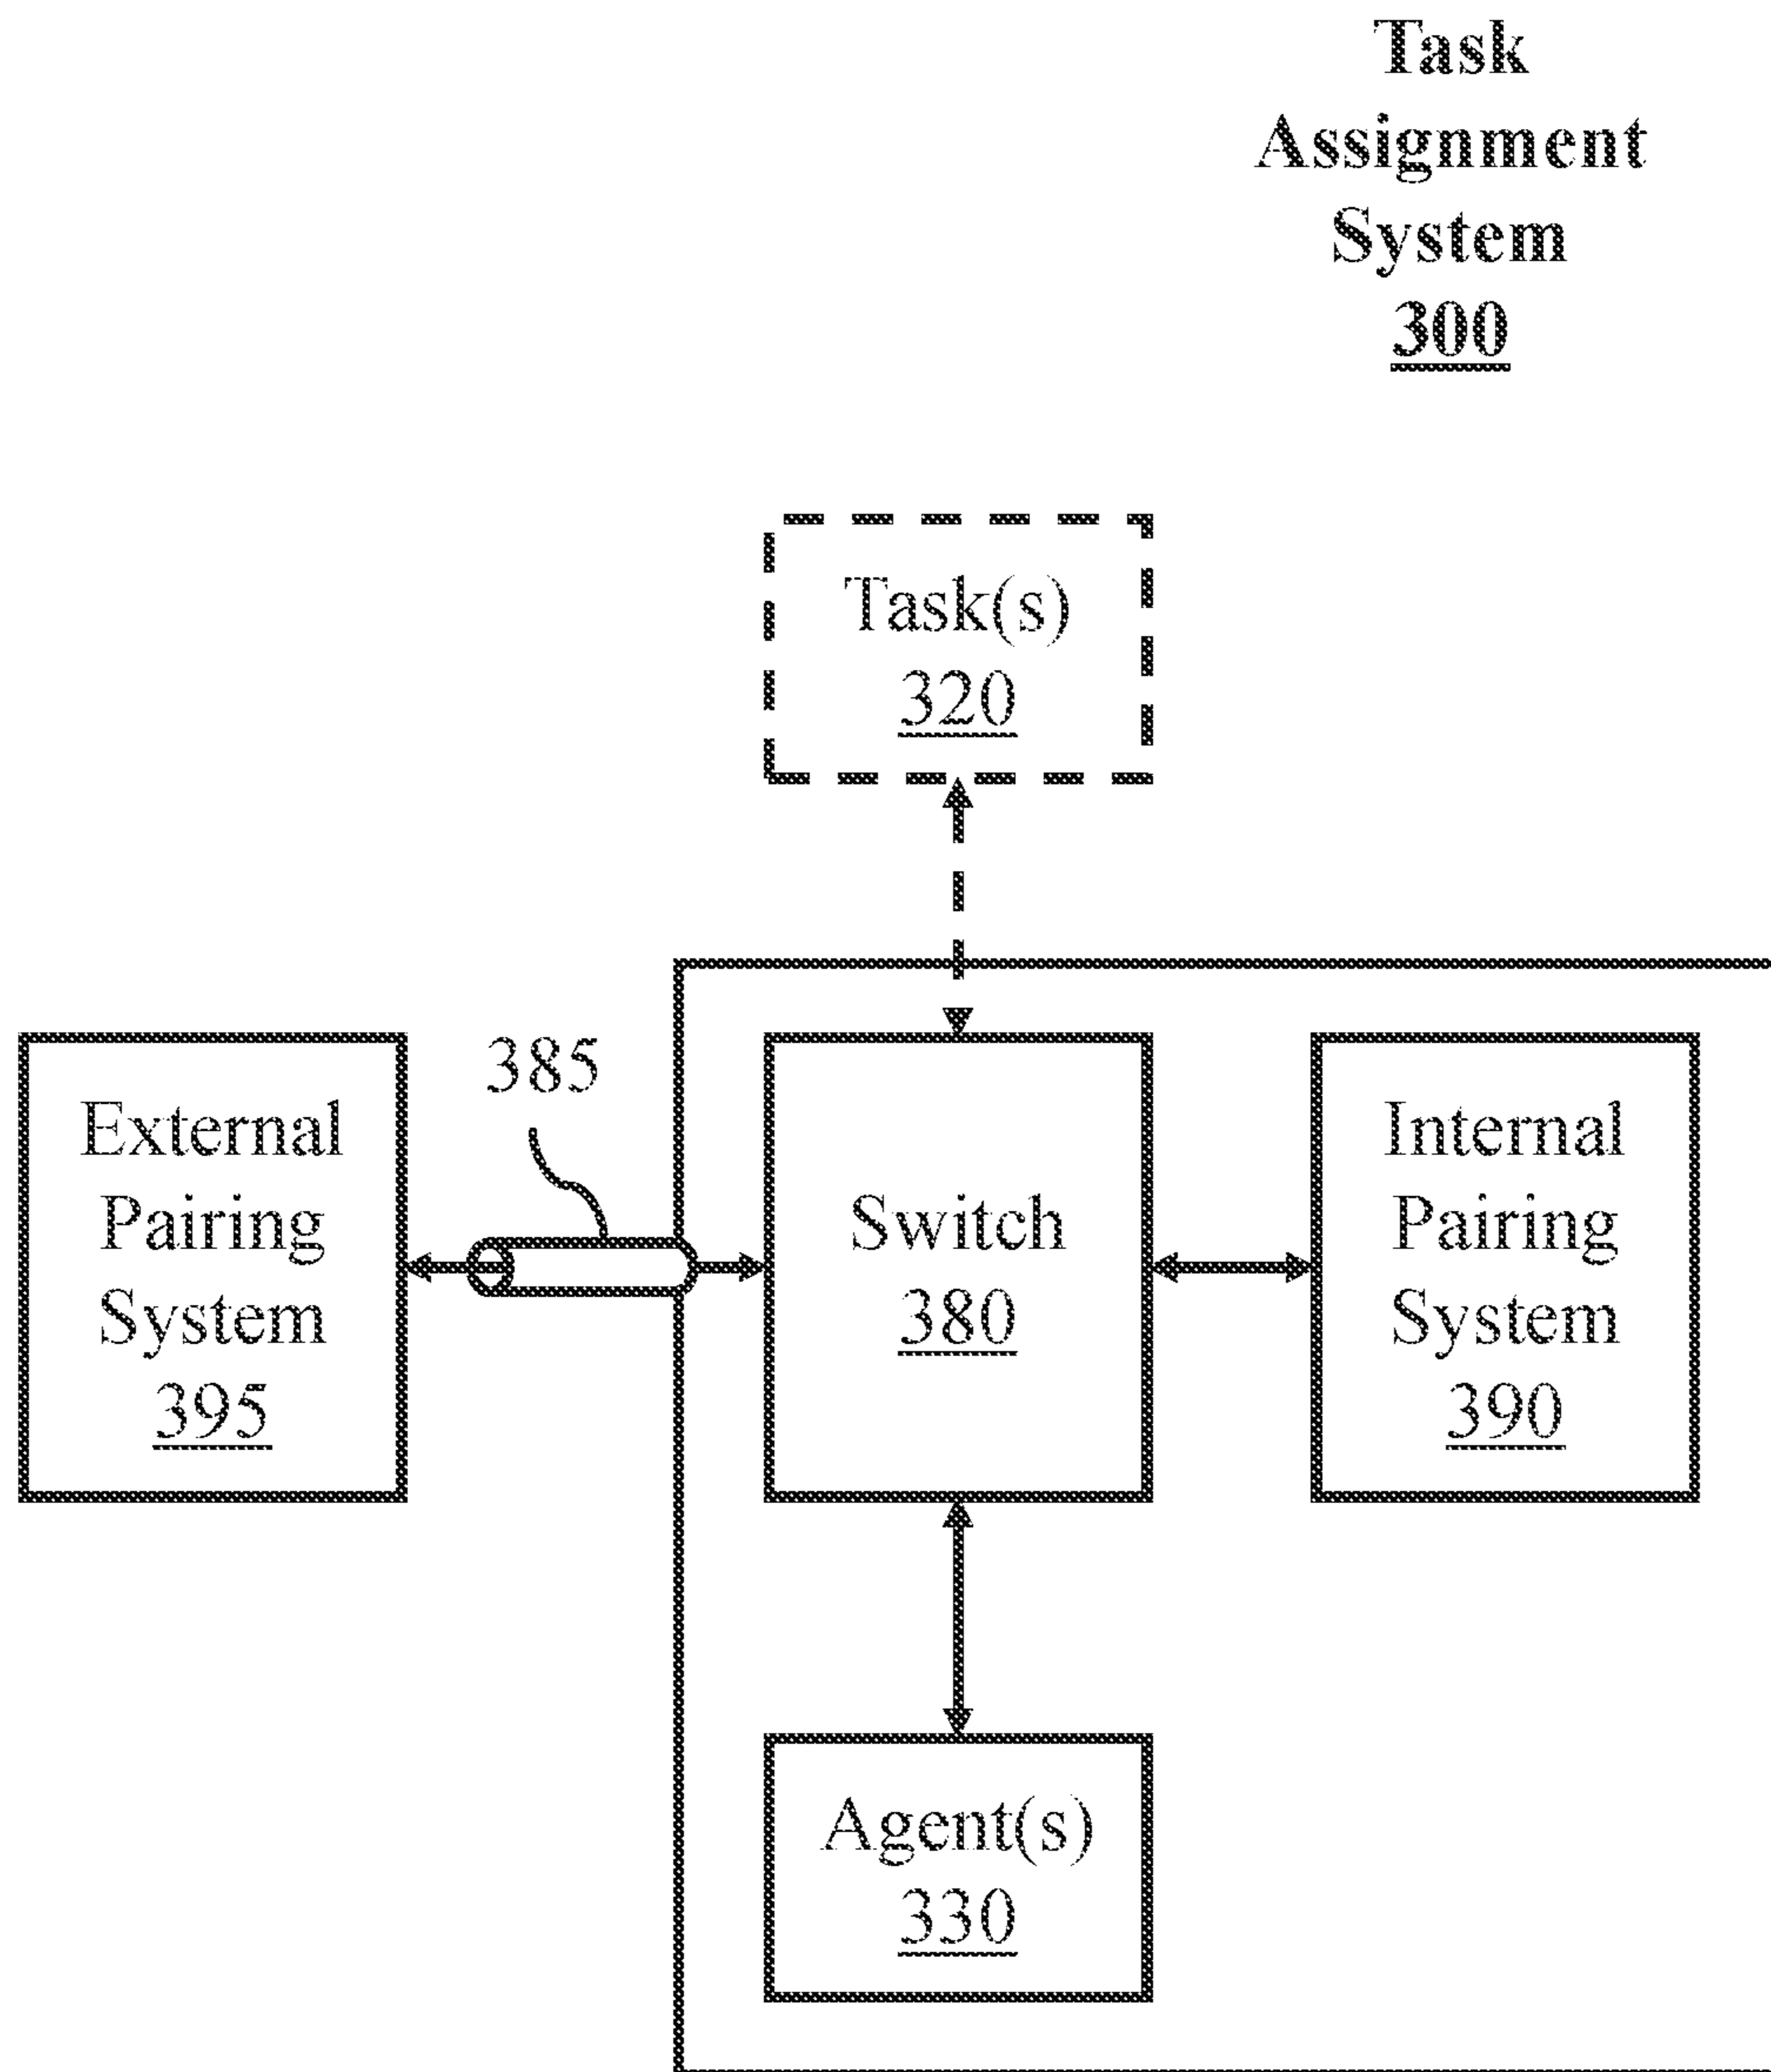 Task
Assignment
System
300
Task(s)
320
385
External
Pairing
System
395
Switch
380
Internal
Pairing
System
390
Agent(s)
330